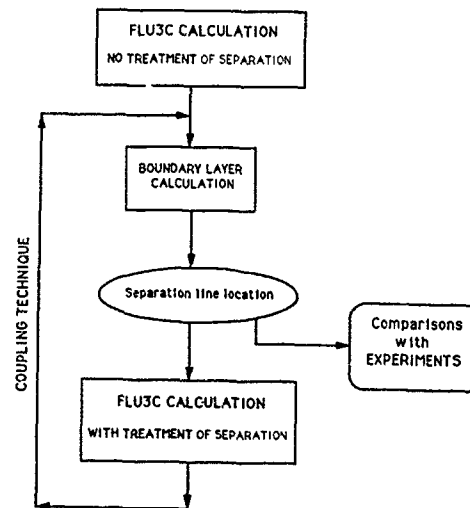 FLU3C CALCULATION
NO TREATMENT OF SEPARATION
BOUNDARY LAYER
CALCULATION
Separation line location
Comparisons
with
EXPERIMENTS
FLU3C CALCULATION
WITH TREATMENT OF SEPARATION
COUPLING TECHNIQUE